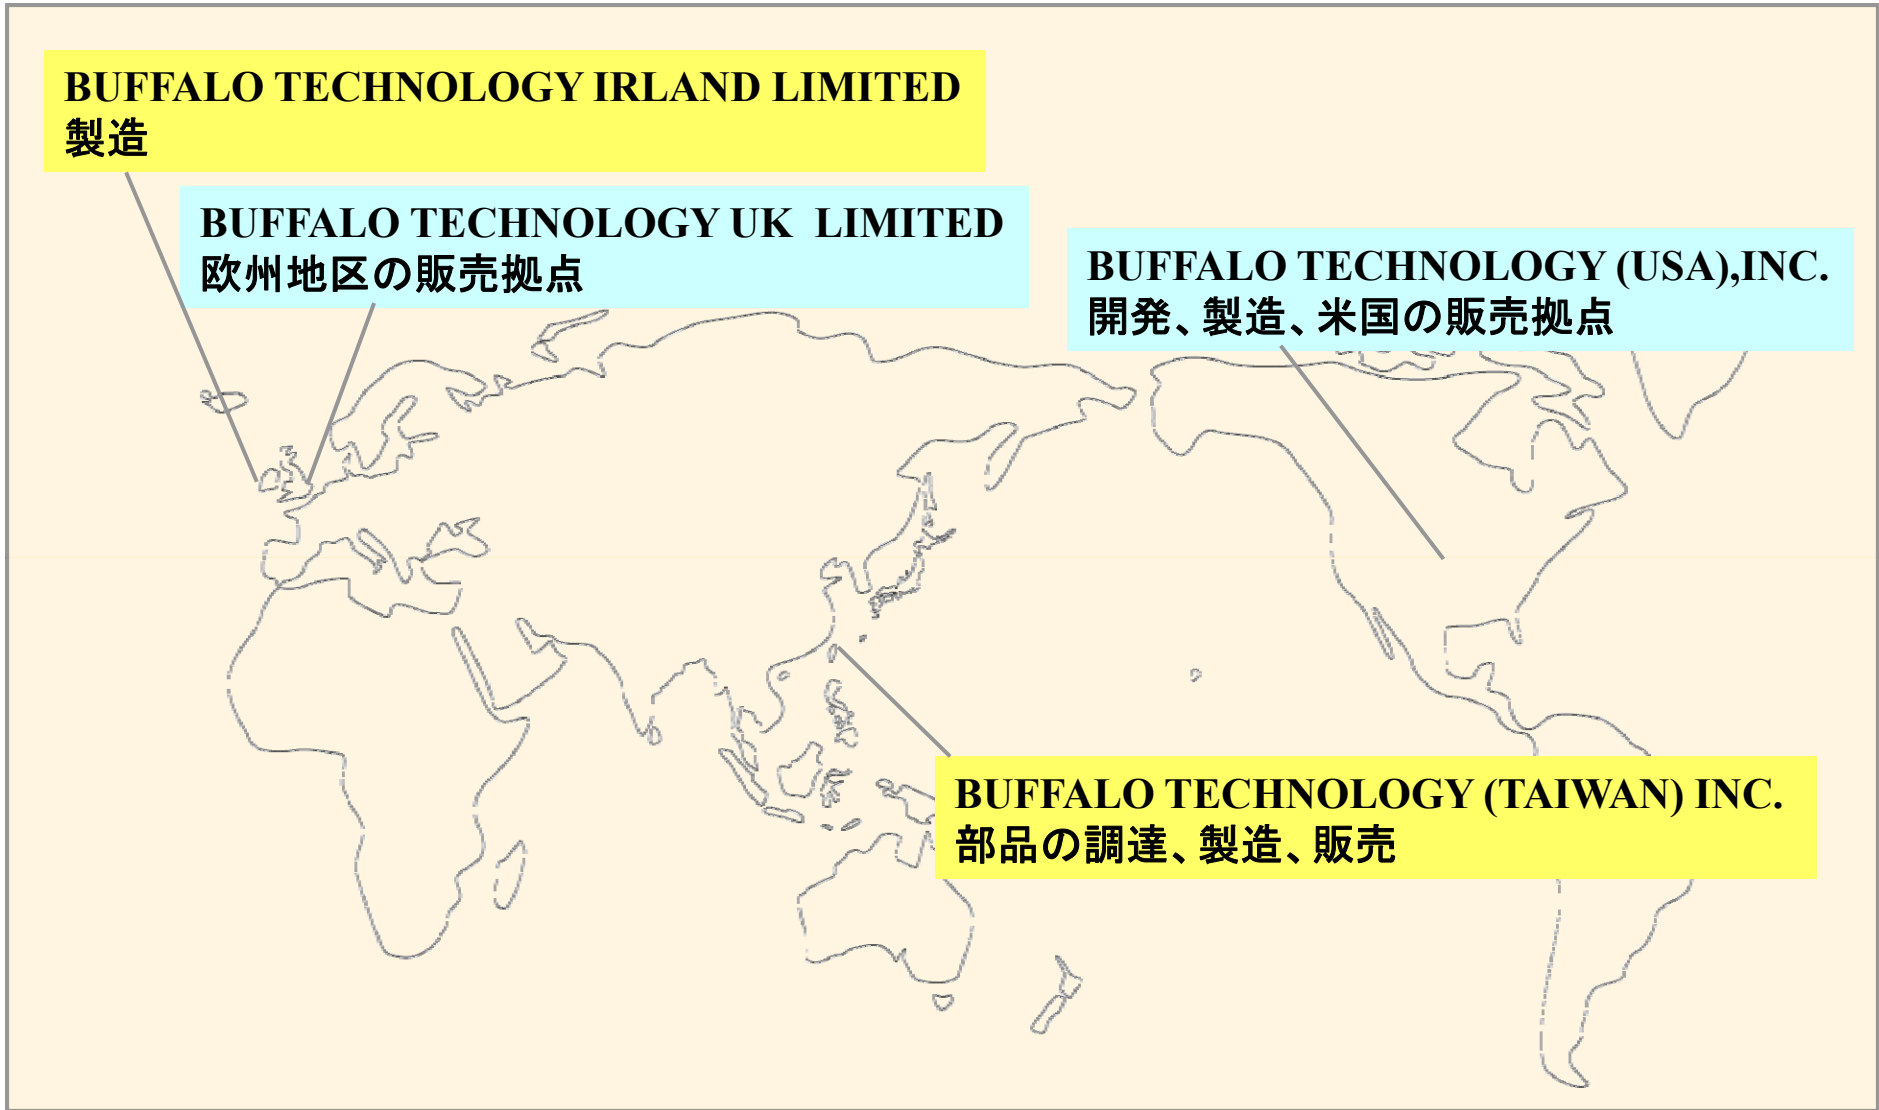 BUFFALO TECHNOLOGY IRLAND LIMITED
製造
BUFFALO TECHNOLOGY UK LIMITED
欧州地区の販売拠点
BUFFALO TECHNOLOGY (USA),INC.
開発、製造、米国の販売拠点
BUFFALO TECHNOLOGY (TAIWAN) INC.
部品の調達、製造、販売